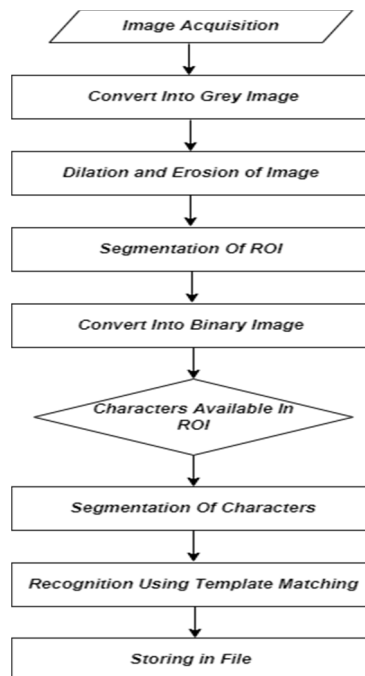 Image Acquisition
Convert Into Grey Image
Dilation and Erosion of Image
Segmentation Of ROI
Convert Into Binary Image
Characters Available In
ROI
Segmentation Of Characters
Recognition Using Template Matching
Storing in File